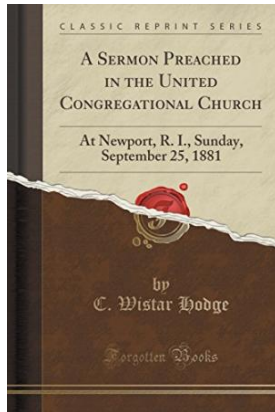 CLASSIC REPRINT SERIES
A SERMON PREACHED
IN THE UNITED
CONGREGATIONAL CHURCH
At Newport, R. I., Sunday,
September 25, 1881
by
C. Wistar Hodge
Forgotten Books